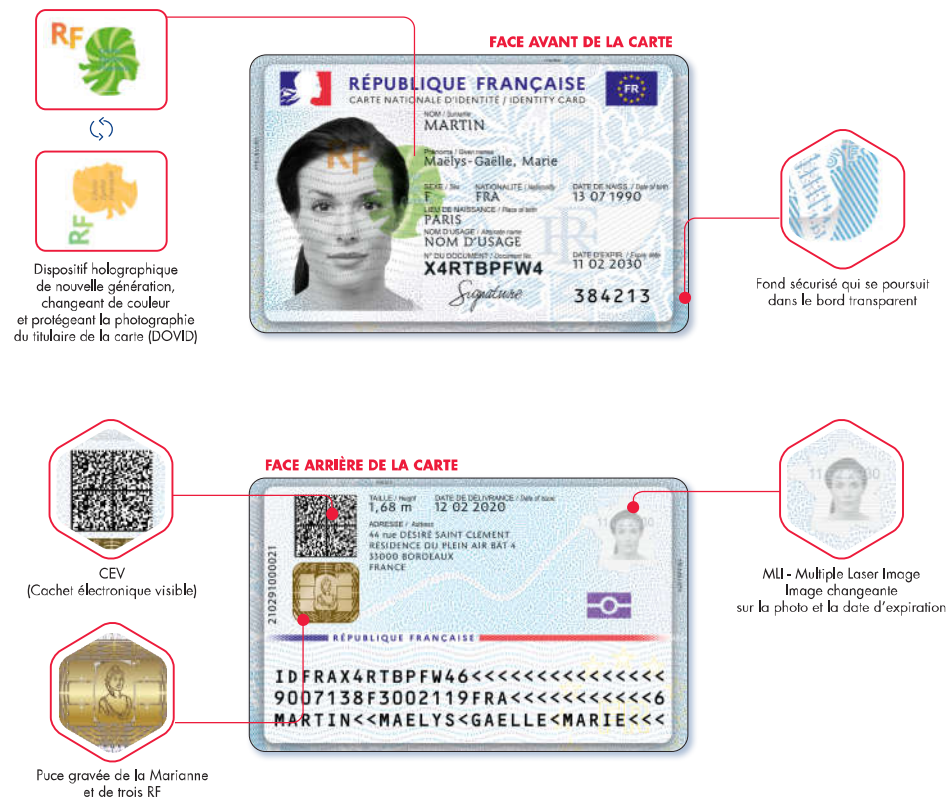 RF
FACE AVANT DE LA CARTE
RÉPUBLIQUE FRANÇAISE
FR
CARTE NATIONALE D'IDENTITÉ / IDENTITY CARD
NOM / Surname
MARTIN
RF
Prénoms / Given names
Maëlys-Gaëlle, Marie
SEXE / Sex NATIONALITÉ / Nationality DATE DE NAISS. / Date of birth
F FRA 13 07 1990
LIEU DE NAISSANCE / Place of birth
PARIS
NOM D'USAGE / Alternate name
NOM D'USAGE
N° DU DOCUMENT / Document No DATE D'EXPIR. / Expiry date
X4RTBPFW4 11 02 2030
Signature 384213
RF
RF
Dispositif holographique
de nouvelle génération,
changeant de couleur
et protégeant la photographie
du titulaire de la carte (DOVID)
Fond sécurisé qui se poursuit
dans le bord transparent
FACE ARRIÈRE DE LA CARTE
TAILLE / Height DATE DE DÉLIVRANCE / Date of issue
1,68 m 12 02 2020
ADRESSE / Address
44 rue DÉSIRÉ SAINT CLÉMENT
RÉSIDENCE DU PLEIN AIR BÂT 4
33000 BORDEAUX
FRANCE
11 30
210291000021
RÉPUBLIQUE FRANÇAISE
IDFRAX4RTBPFW46<<<<<<<<<<<<<<<
9007138F3002119FRA<<<<<<<<<<<6
MARTIN<<MAELYS<GAELLE<MARIE<<<
CEV
(Cachet électronique visible)
11 30
MLI - Multiple Laser Image
Image changeante
sur la photo et la date d'expiration
Puce gravée de la Marianne
et de trois RF